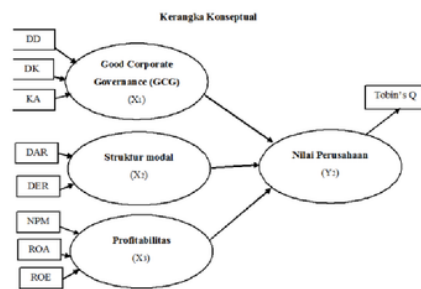 Kerangka Konseptual
DD
DK
KA
Good Corporate
Governance (GCG)
(X₁)
Tobin's Q
DAR
DER
Struktur modal
(X₂)
Nilai Perusahaan
(Y₂)
NPM
ROA
ROE
Profitabilitas
(X₃)